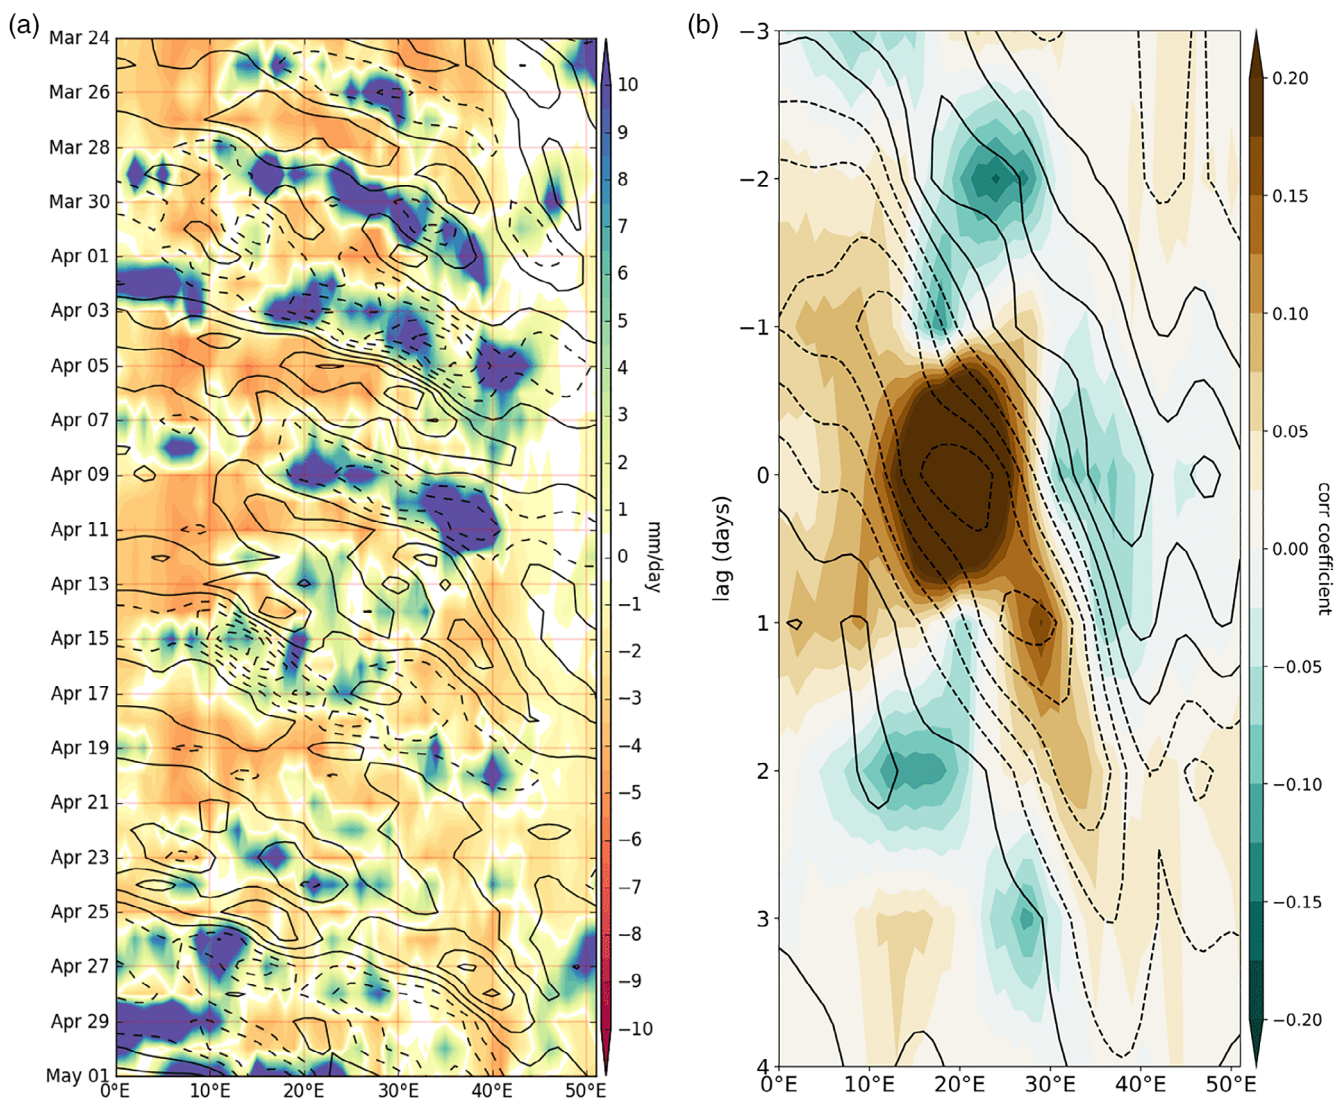 (a)
Mar 24
Mar 26
Mar 28
Mar 30
Apr 01
Apr 03
Apr 05
Apr 07
Apr 09
Apr 11
Apr 13
Apr 15
Apr 17
Apr 19
Apr 21
Apr 23
Apr 25
Apr 27
Apr 29
May 01
0°E 10°E 20°E 30°E 40°E 50°E
10
9
8
7
6
5
4
3
2
1
0
−1
−2
−3
−4
−5
−6
−7
−8
−9
−10
mm/day
(b)
−3
−2
−1
0
1
2
3
4
lag (days)
0°E 10°E 20°E 30°E 40°E 50°E
0.20
0.15
0.10
0.05
0.00
−0.05
−0.10
−0.15
−0.20
corr coefficient